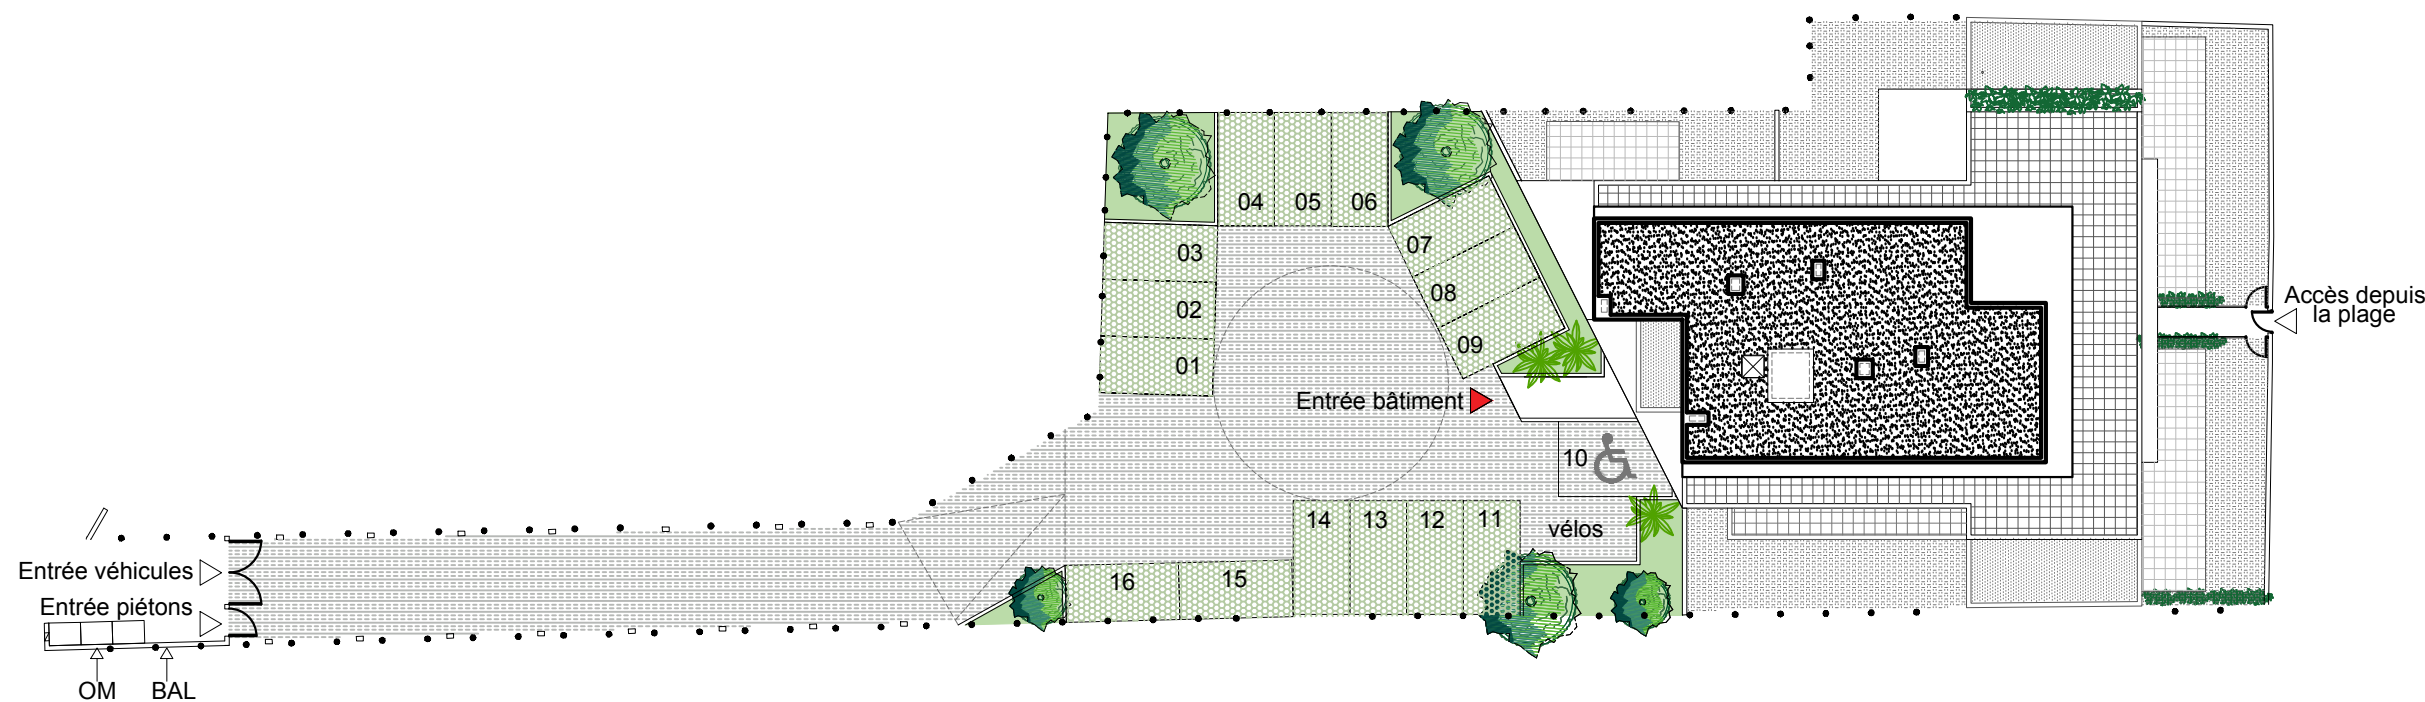 04 05 06
03
02
01
07
08
09
Entrée bâtiment
10
14 13 12 11
vélos
16 15
Entrée véhicules
Entrée piétons
OM BAL
Accès depuis
la plage